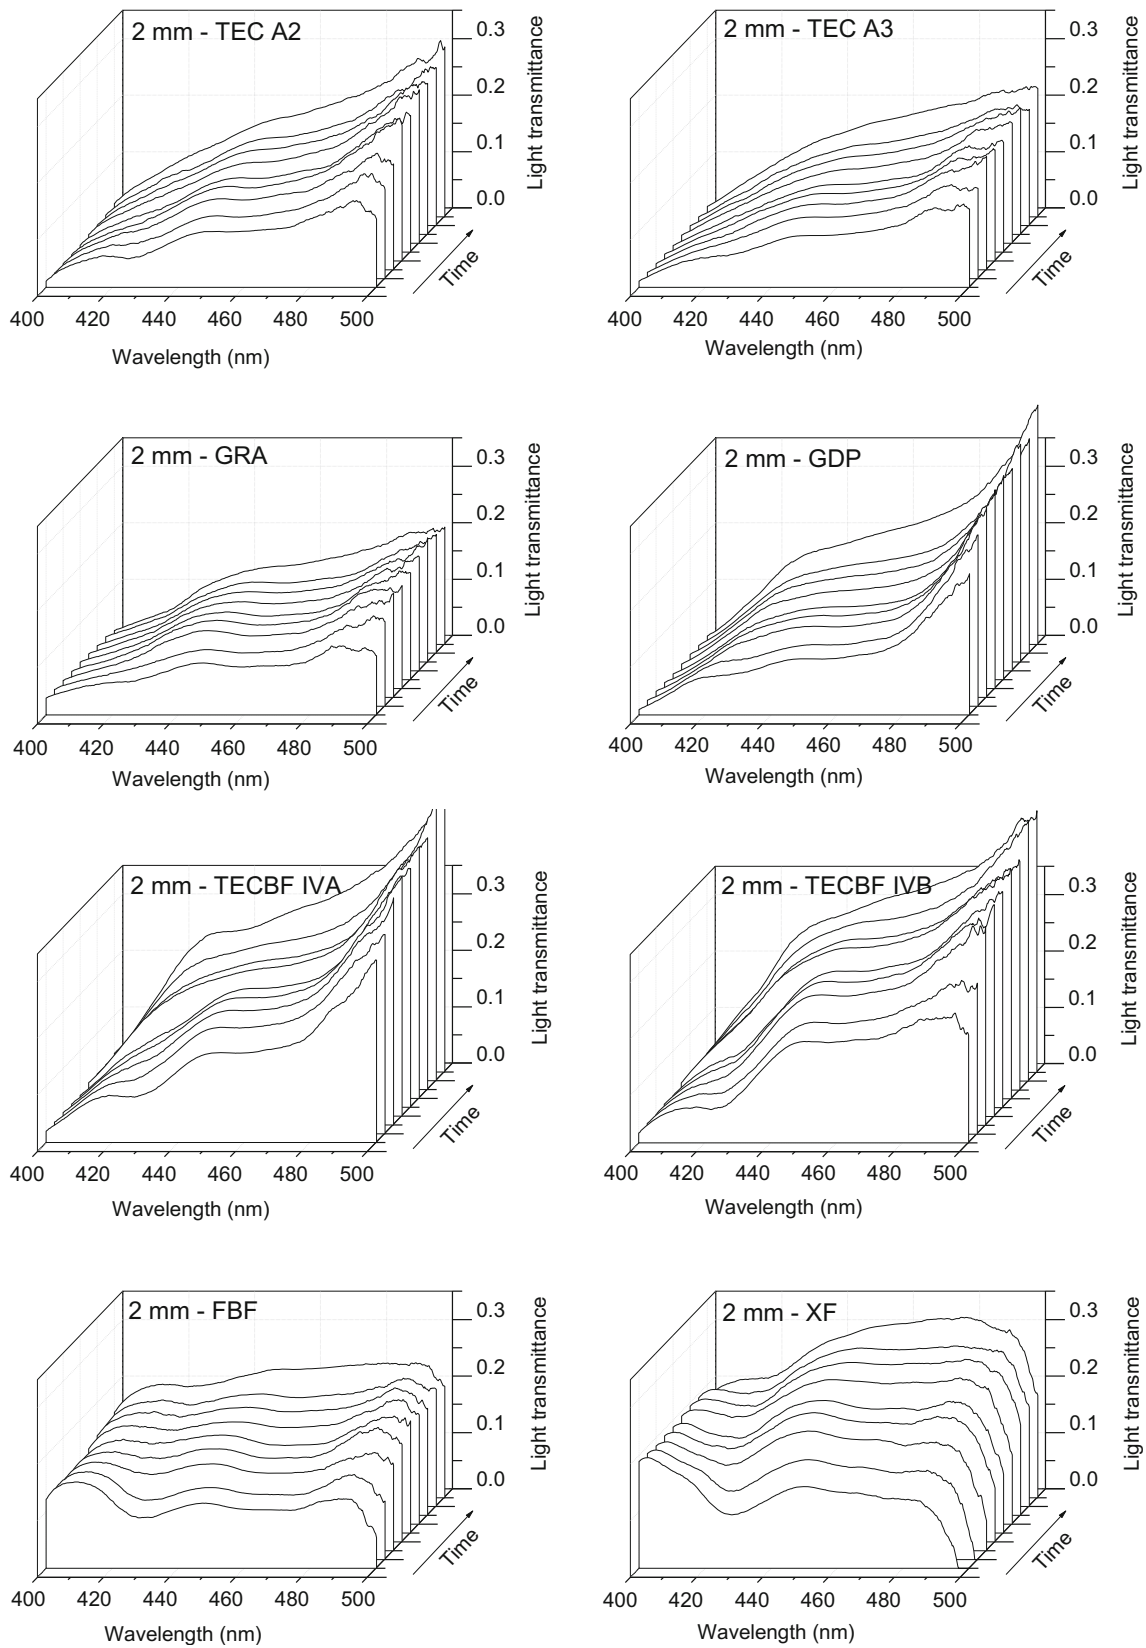 2 mm - TEC A2
0.3
0.2
0.1
0.0
Light transmittance
Time
400 420 440 460 480 500
Wavelength (nm)
2 mm - TEC A3
0.3
0.2
0.1
0.0
Light transmittance
Time
400 420 440 460 480 500
Wavelength (nm)
2 mm - GRA
0.3
0.2
0.1
0.0
Light transmittance
Time
400 420 440 460 480 500
Wavelength (nm)
2 mm - GDP
0.3
0.2
0.1
0.0
Light transmittance
Time
400 420 440 460 480 500
Wavelength (nm)
2 mm - TECBF IVA
0.3
0.2
0.1
0.0
Light transmittance
Time
400 420 440 460 480 500
Wavelength (nm)
2 mm - TECBF IVB
0.3
0.2
0.1
0.0
Light transmittance
Time
400 420 440 460 480 500
Wavelength (nm)
2 mm - FBF
0.3
0.2
0.1
0.0
Light transmittance
Time
400 420 440 460 480 500
Wavelength (nm)
2 mm - XF
0.3
0.2
0.1
0.0
Light transmittance
Time
400 420 440 460 480 500
Wavelength (nm)